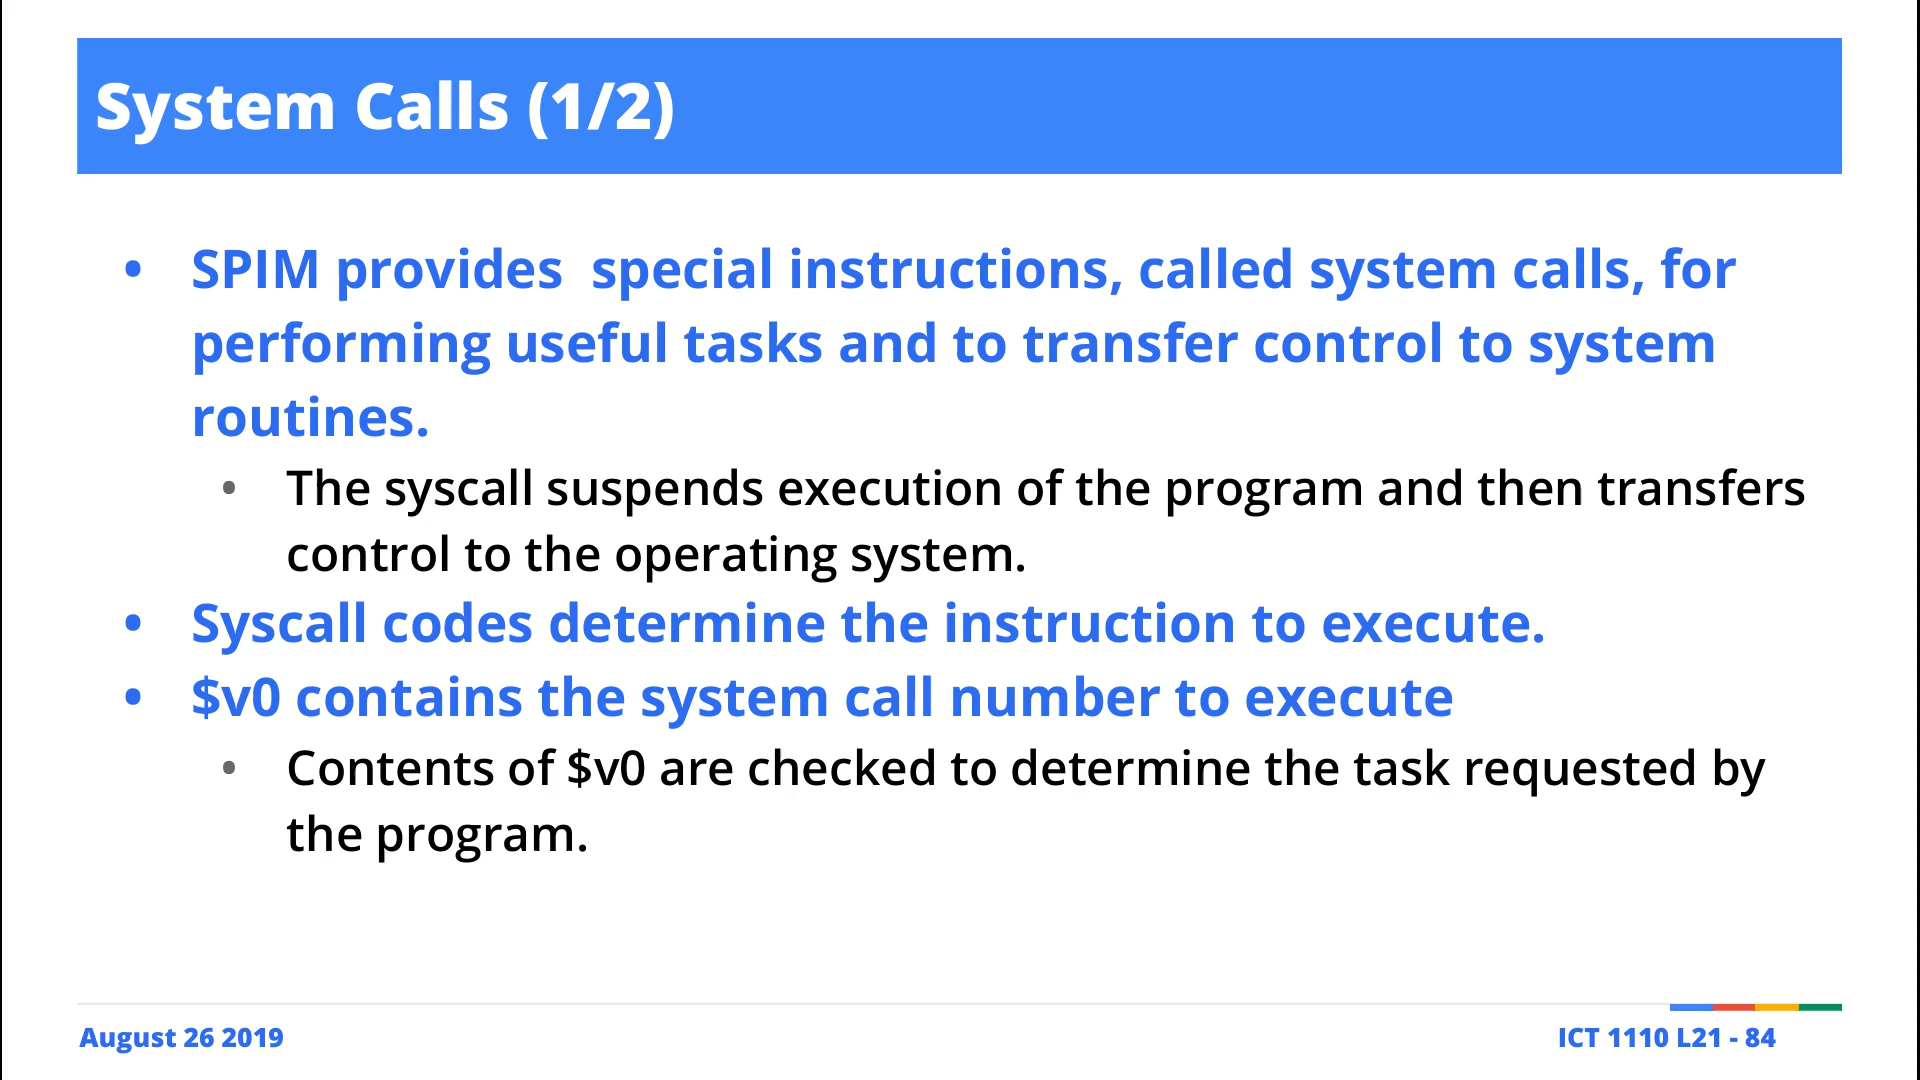 System Calls (1/2)
• SPIM provides  special instructions, called system calls, for
performing useful tasks and to transfer control to system
routines.
• The syscall suspends execution of the program and then transfers
control to the operating system.
• Syscall codes determine the instruction to execute.
• $v0 contains the system call number to execute
• Contents of $v0 are checked to determine the task requested by
the program.
August 26 2019
ICT 1110 L21 - 84